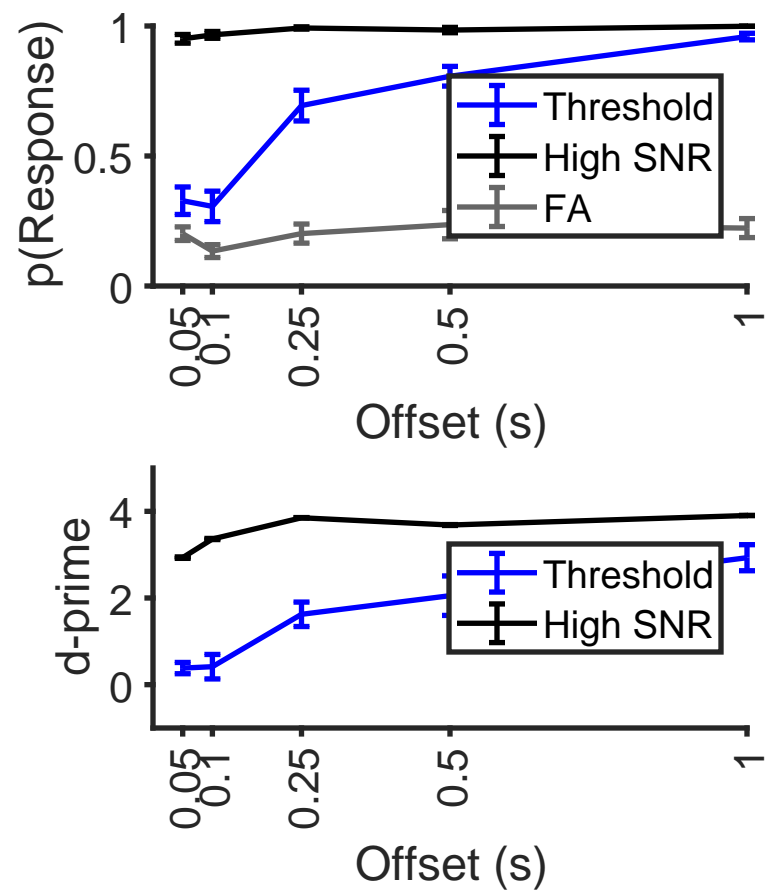 p(Response)
1
0.5
0
Threshold
High SNR
FA
0.05
0.1
0.25
0.5
1
Offset (s)
d-prime
4
2
0
Threshold
High SNR
0.05
0.1
0.25
0.5
1
Offset (s)